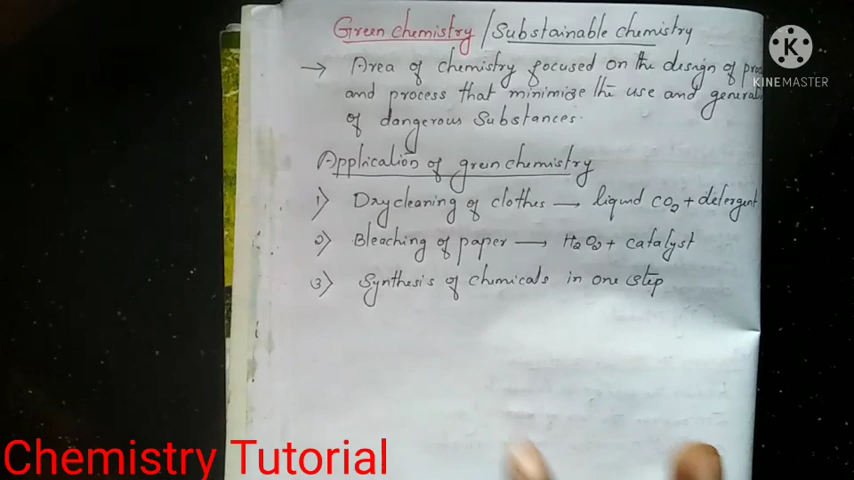 Green chemistry / Substainable chemistry
→ Area of chemistry focused on the design of pro
and process that minimize the use and generat
of dangerous Substances.
Application of green chemistry
1) Drycleaning of clothes → liquid CO2 + detergent
2) Bleaching of paper → H2O2 + catalyst
3) Synthesis of chemicals in one step
KINEMASTER
Chemistry Tutorial